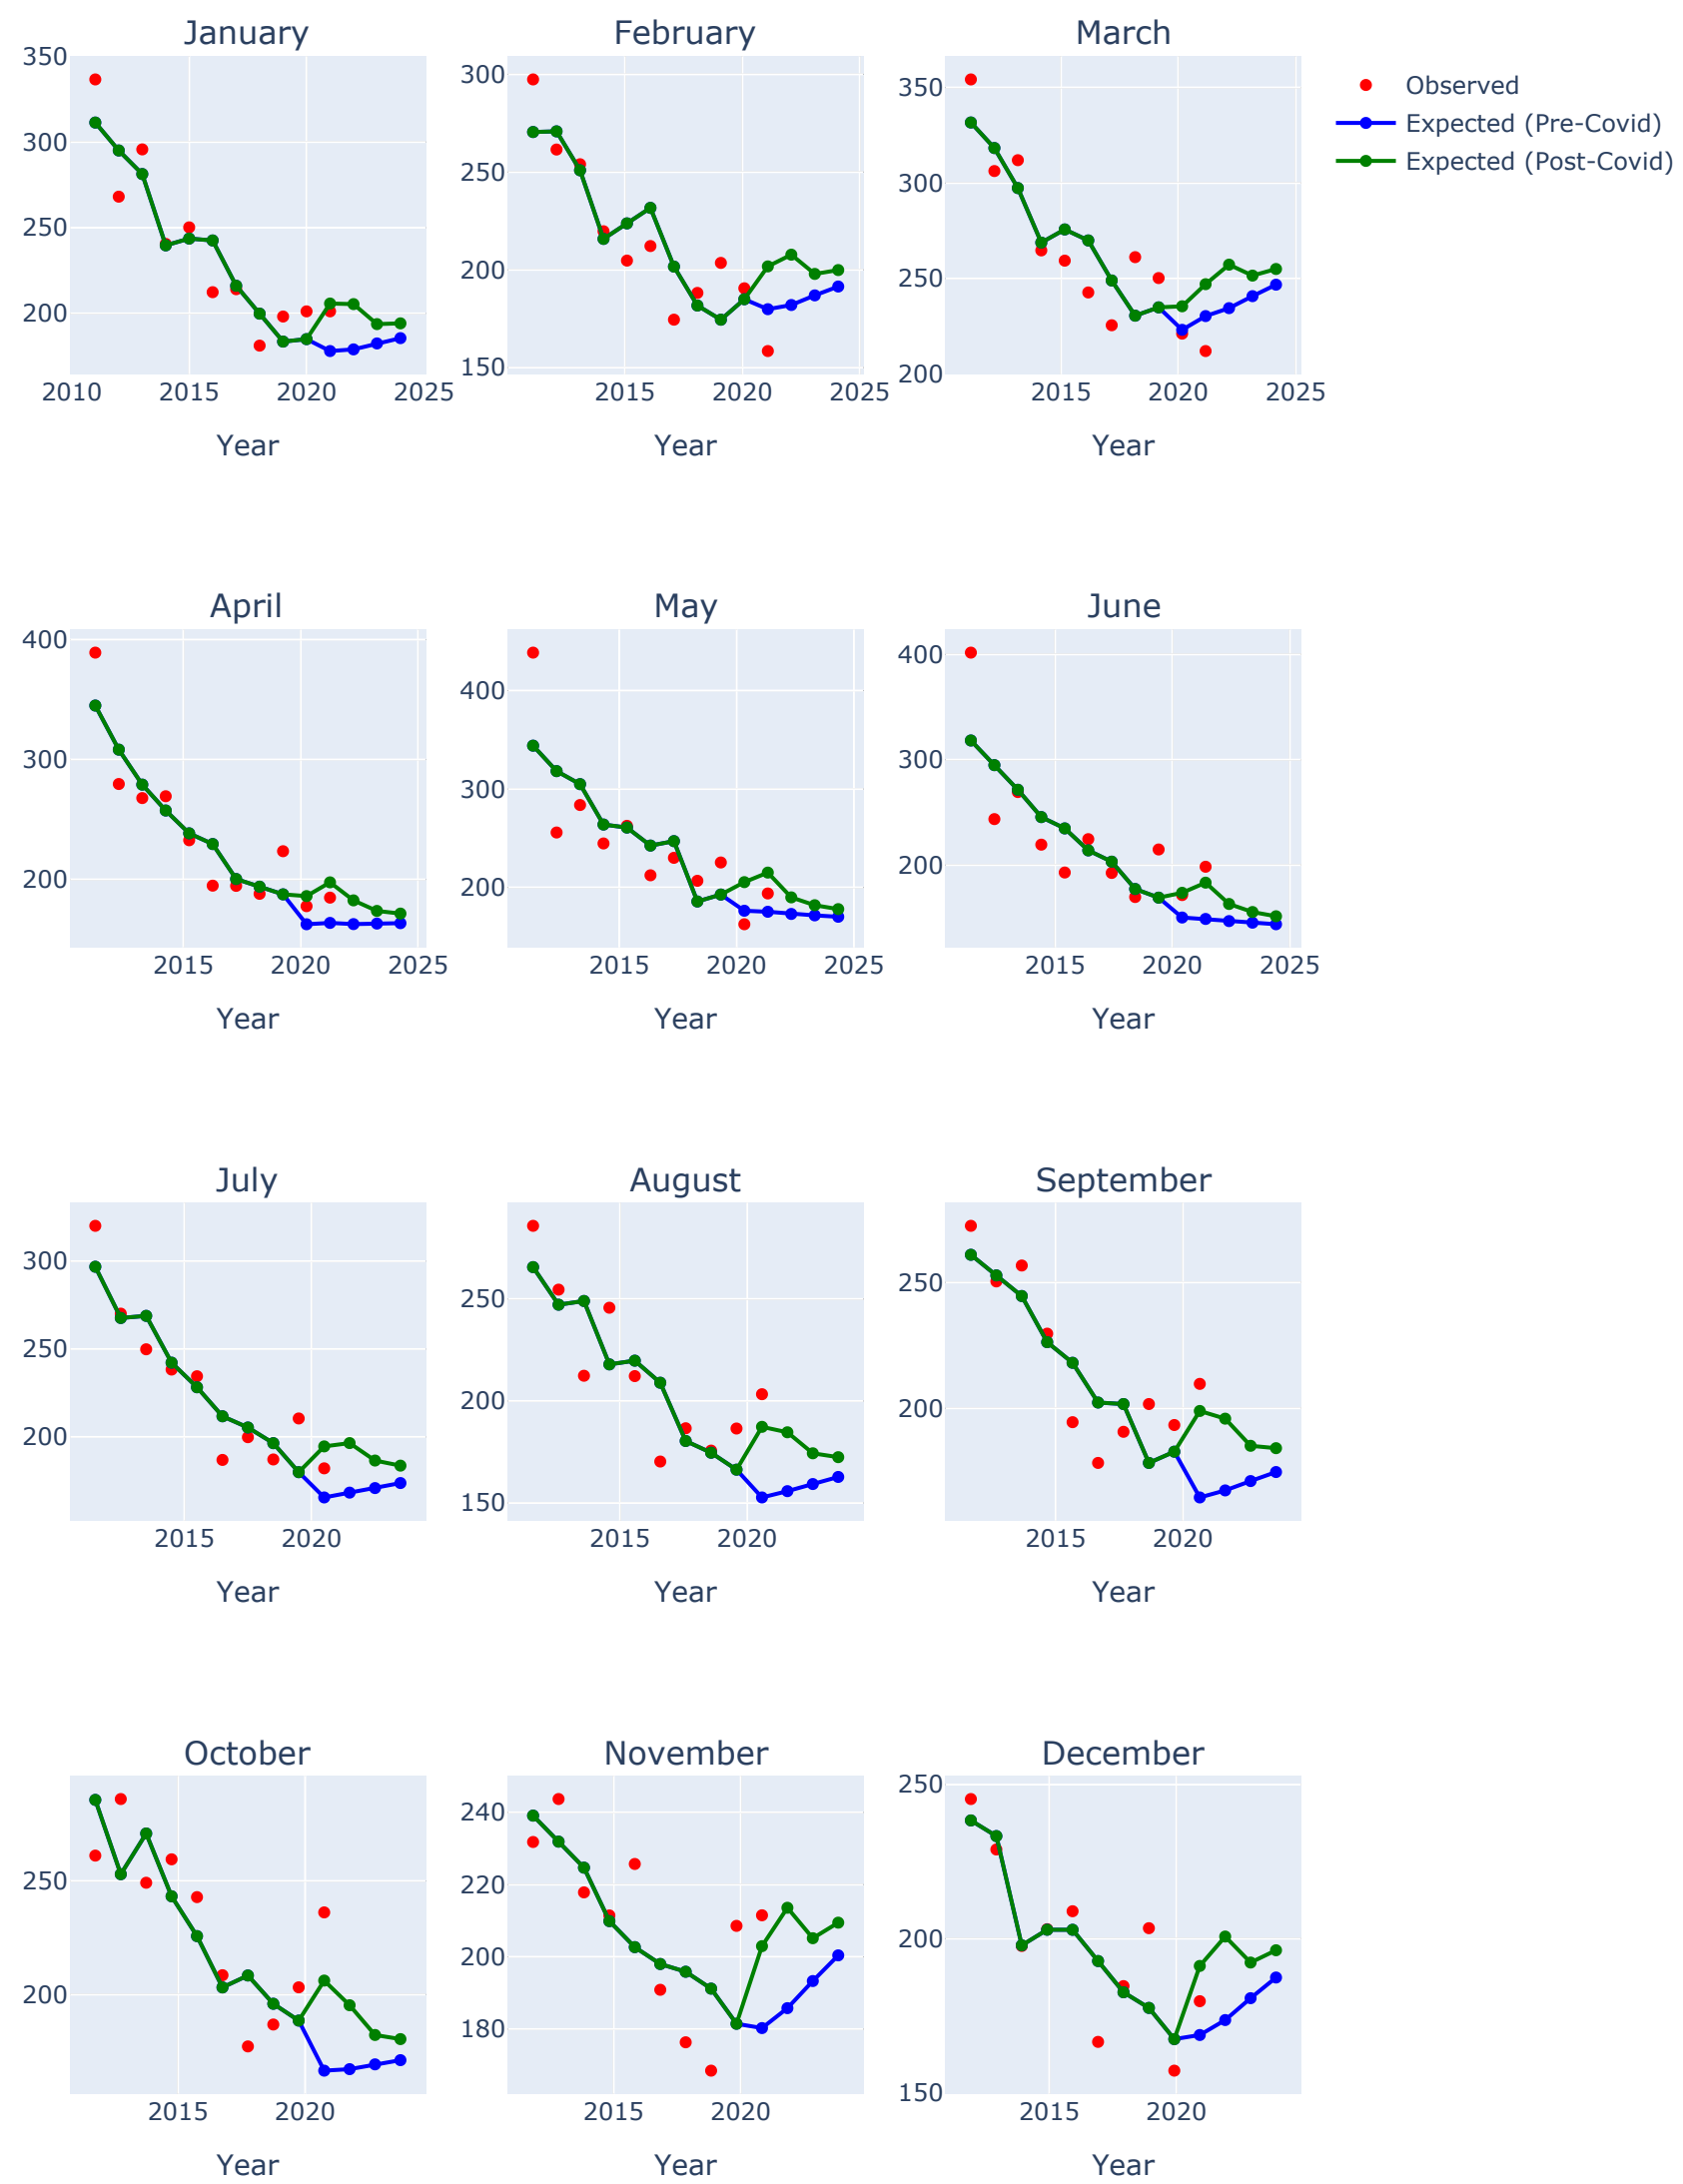 January February March
350
300
250
200
2010 2015 2020 2025
Year
300
250
200
150
2015 2020 2025
Year
350
300
250
200
2015 2020 2025
Year
Observed
Expected (Pre-Covid)
Expected (Post-Covid)
April May June
400
300
200
2015 2020 2025
Year
400
300
200
2015 2020 2025
Year
400
300
200
2015 2020 2025
Year
July August September
300
250
200
2015 2020
Year
250
200
150
2015 2020
Year
250
200
2015 2020
Year
October November December
250
200
2015 2020
Year
240
220
200
180
2015 2020
Year
250
200
150
2015 2020
Year